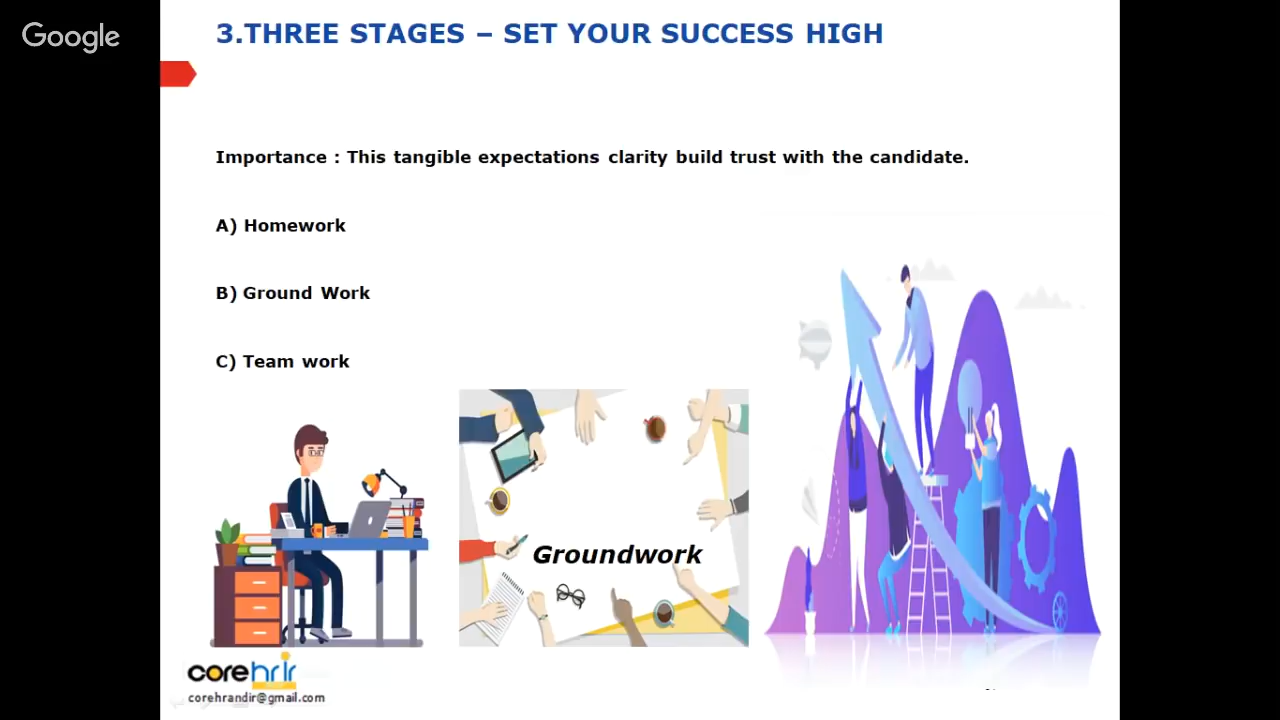 Google
3.THREE STAGES – SET YOUR SUCCESS HIGH
Importance : This tangible expectations clarity build trust with the candidate.
A) Homework
B) Ground Work
C) Team work
Groundwork
corehrir
corehrandir@gmail.com